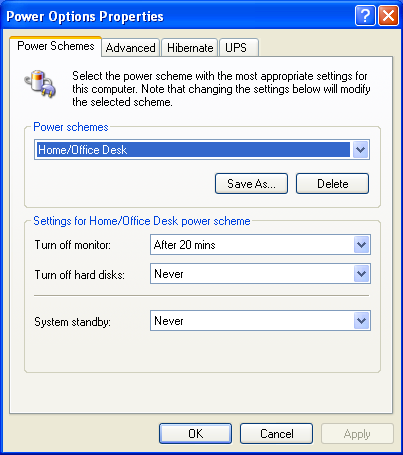 Power Options Properties
Power Schemes Advanced Hibernate UPS
Select the power scheme with the most appropriate settings for
this computer. Note that changing the settings below will modify
the selected scheme.
Power schemes
Home/Office Desk
Save As... Delete
Settings for Home/Office Desk power scheme
Turn off monitor: After 20 mins
Turn off hard disks: Never
System standby: Never
OK Cancel Apply